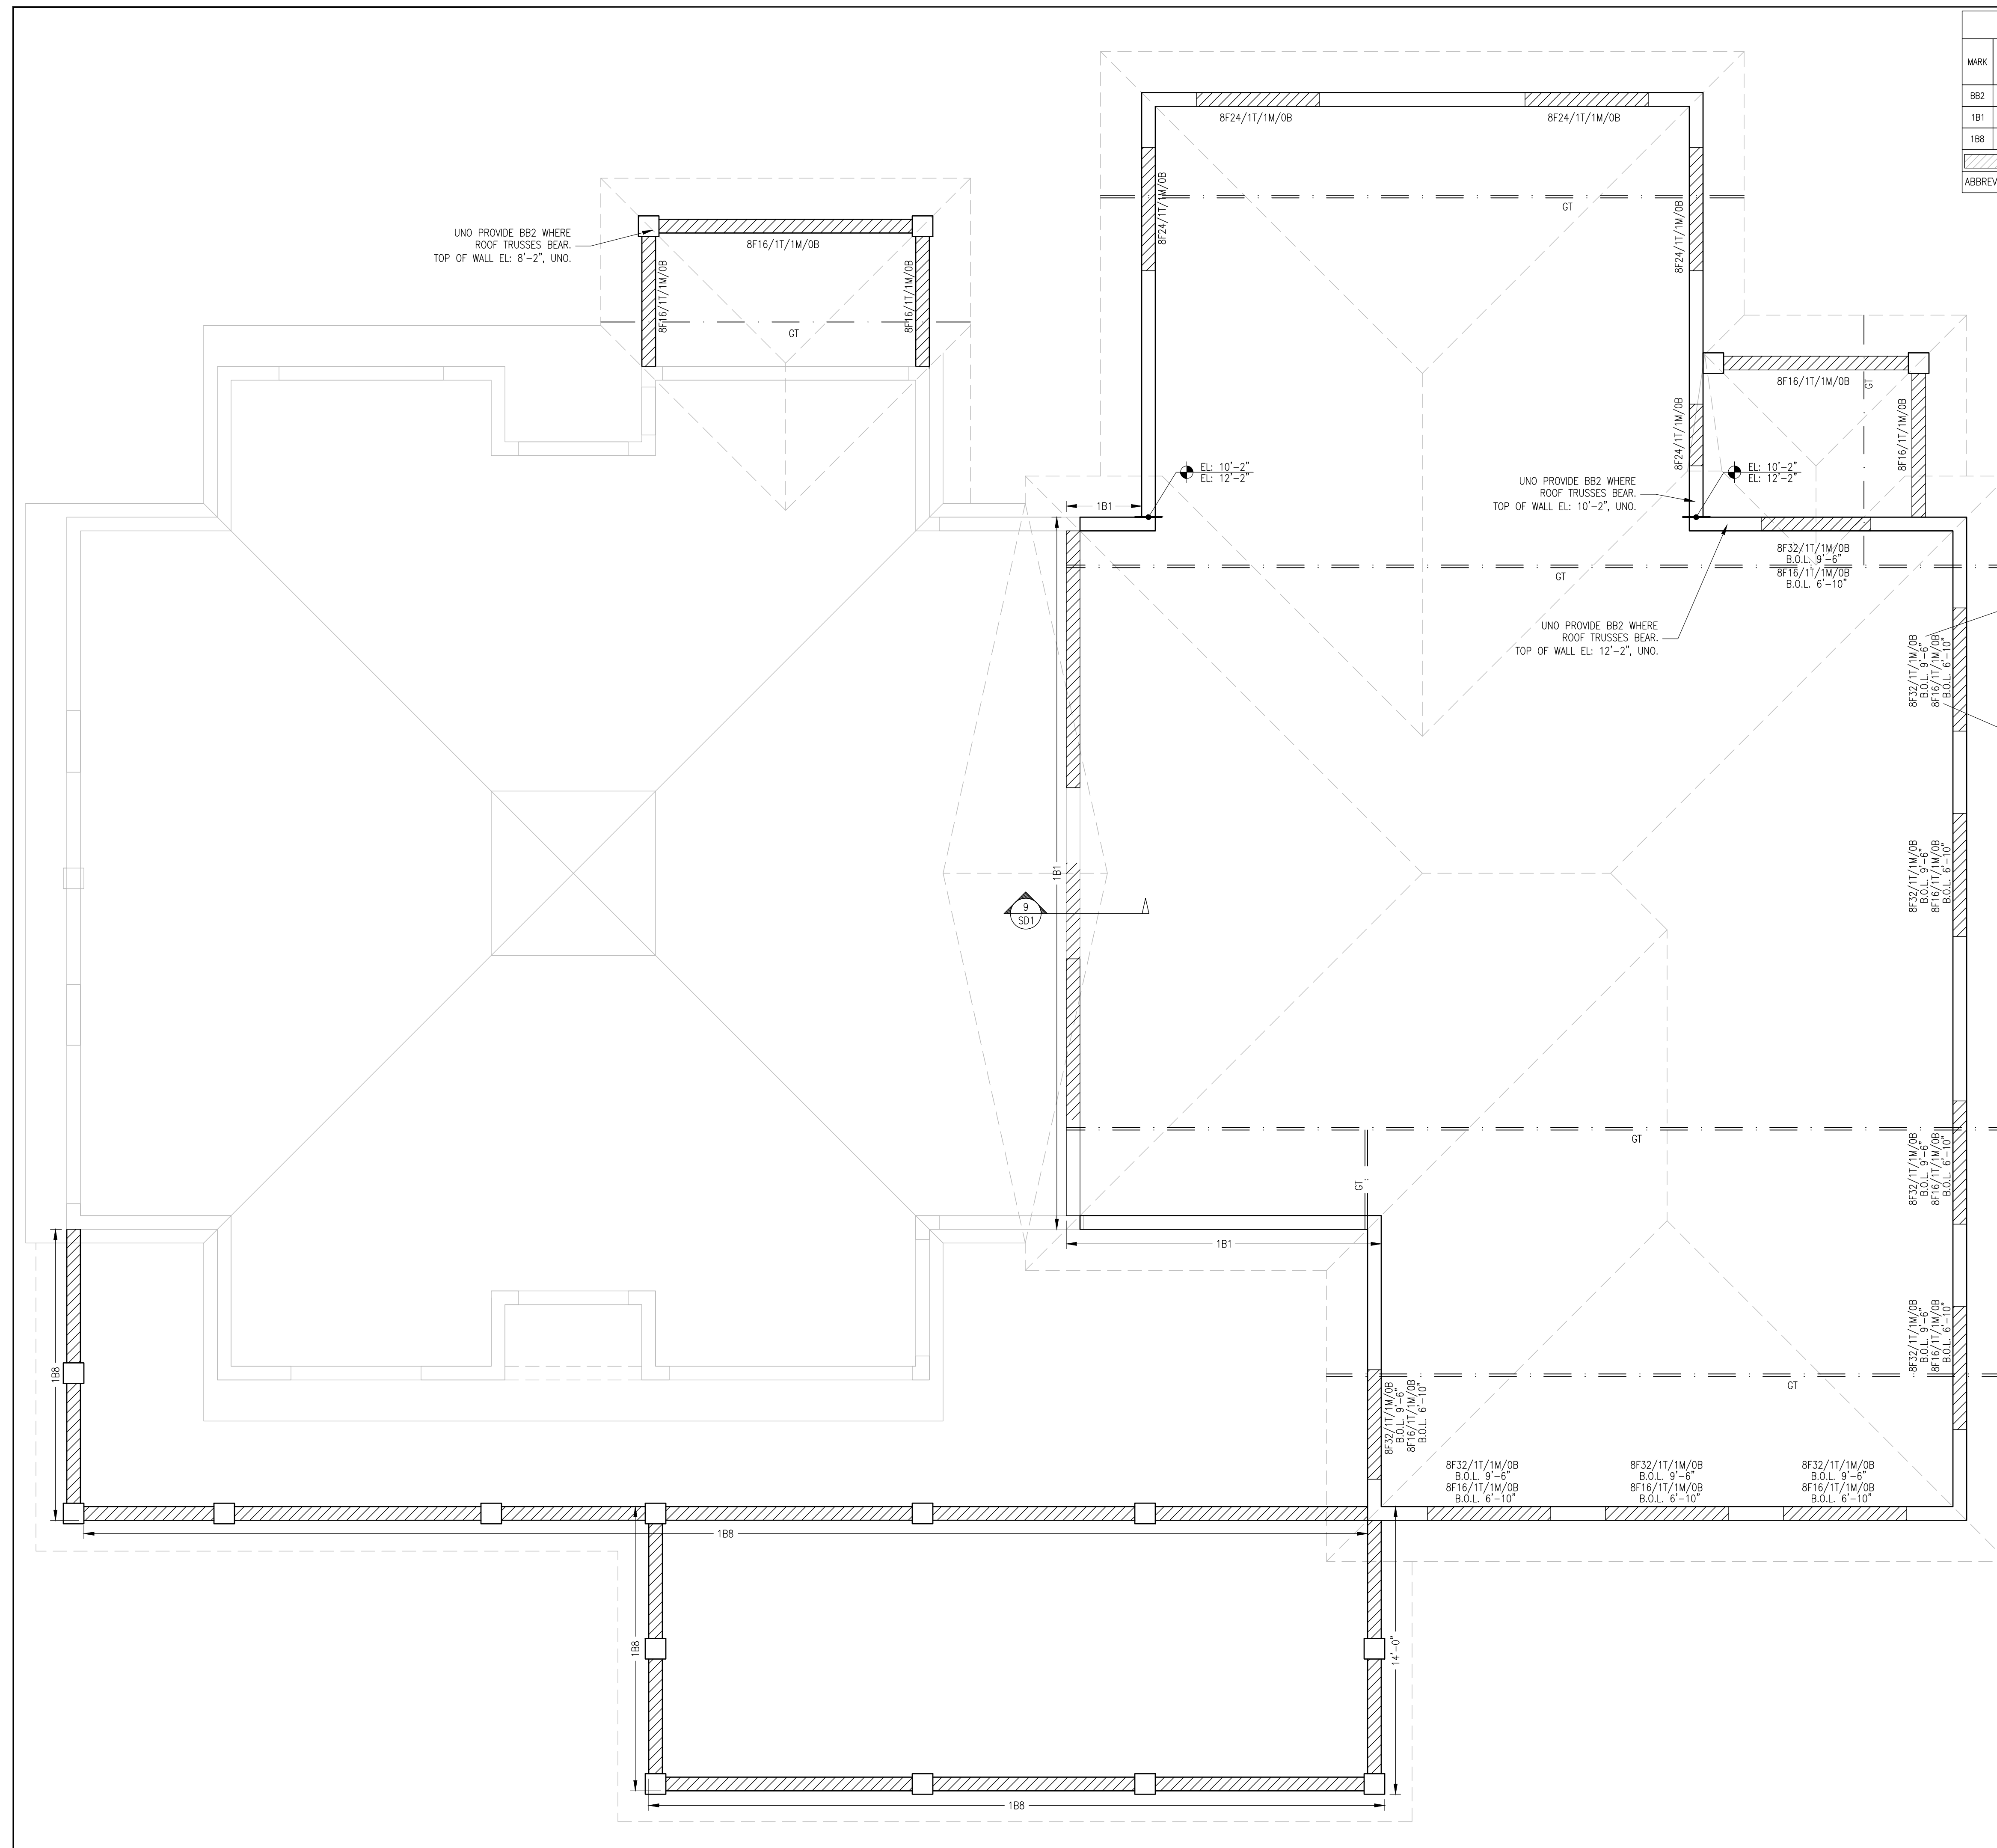 MARK
BB2
1B1
1B8
ABBREV
8F24/1T/1M/0B
8F24/1T/1M/0B
8F24/1T/1M/0B
8F24/1T/1M/0B
GT
UNO PROVIDE BB2 WHERE
ROOF TRUSSES BEAR.
TOP OF WALL EL: 8'-2", UNO.
8F16/1T/1M/0B
8F16/1T/1M/0B
8F16/1T/1M/0B
GT
8F16/1T/1M/0B
GT
8F16/1T/1M/0B
8F24/1T/1M/0B
EL: 10'-2"
EL: 12'-2"
EL: 10'-2"
EL: 12'-2"
UNO PROVIDE BB2 WHERE
ROOF TRUSSES BEAR.
TOP OF WALL EL: 10'-2", UNO.
1B1
8F32/1T/1M/0B
B.O.L. 9'-6"
8F16/1T/1M/0B
B.O.L. 6'-10"
GT
UNO PROVIDE BB2 WHERE
ROOF TRUSSES BEAR.
TOP OF WALL EL: 12'-2", UNO.
8F32/1T/1M/0B
B.O.L. 9'-6"
8F16/1T/1M/0B
B.O.L. 6'-10"
1B1
8F32/1T/1M/0B
B.O.L. 9'-6"
8F16/1T/1M/0B
B.O.L. 6'-10"
9
SD1
GT
8F32/1T/1M/0B
B.O.L. 9'-6"
8F16/1T/1M/0B
B.O.L. 6'-10"
GT
1B1
8F32/1T/1M/0B
B.O.L. 9'-6"
8F16/1T/1M/0B
B.O.L. 6'-10"
1B8
GT
8F32/1T/1M/0B
B.O.L. 9'-6"
8F16/1T/1M/0B
B.O.L. 6'-10"
8F32/1T/1M/0B
B.O.L. 9'-6"
8F16/1T/1M/0B
B.O.L. 6'-10"
8F32/1T/1M/0B
B.O.L. 9'-6"
8F16/1T/1M/0B
B.O.L. 6'-10"
8F32/1T/1M/0B
B.O.L. 9'-6"
8F16/1T/1M/0B
B.O.L. 6'-10"
1B8
1B8
14'-0"
1B8